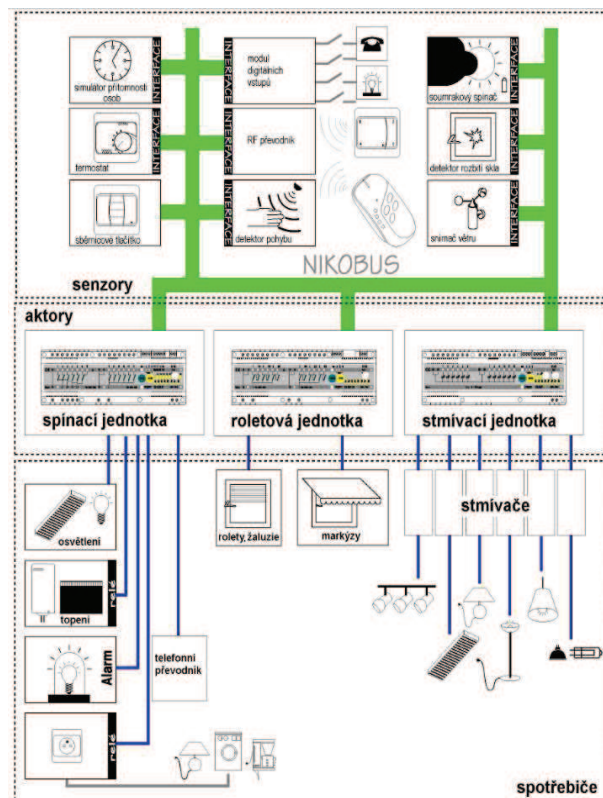 simulátor přítomnosti
osob
INTERFACE
INTERFACE
modul
digitálních
vstupů
soumrakový spínač
INTERFACE
termostat
INTERFACE
INTERFACE
RF převodník
detektor rozbití skla
INTERFACE
sběrnicové tlačítko
INTERFACE
detektor pohybu
snímač větru
INTERFACE
NIKOBUS
senzory
aktory
spínací jednotka
roletová jednotka
stmívací jednotka
osvětlení
rolety, žaluzie
markýzy
stmívače
topení
relé
Alarm
telefonní
převodník
relé
spotřebiče